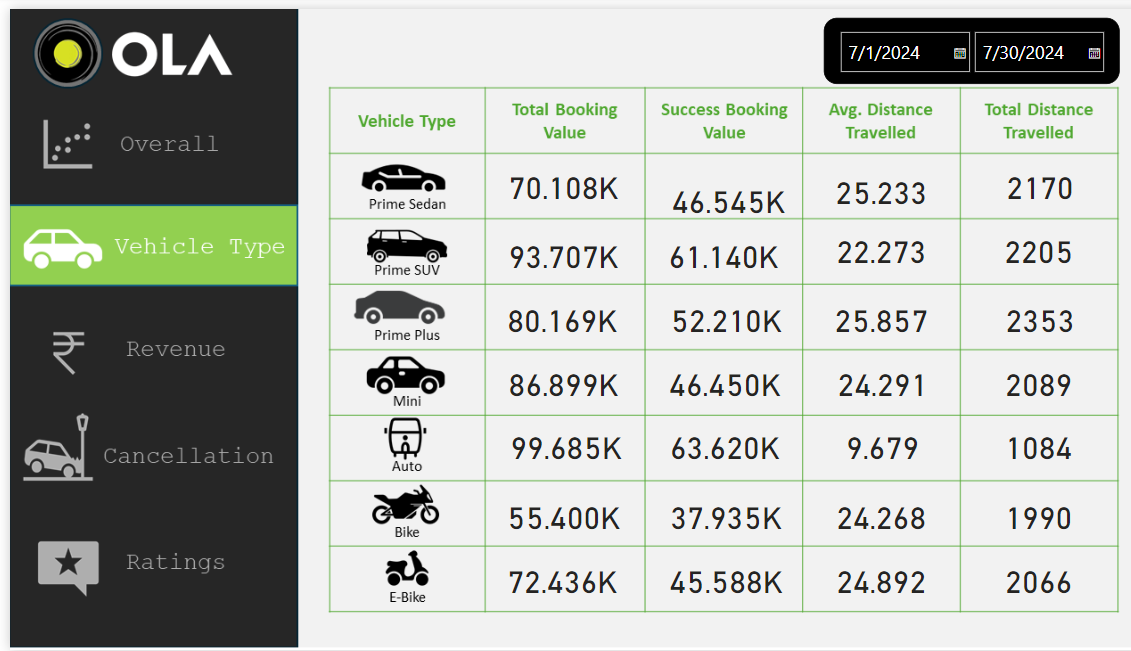 OLA
7/1/2024 7/30/2024
Overall
Vehicle Type
Revenue
Cancellation
Ratings
Vehicle Type Total Booking Value Success Booking Value Avg. Distance Travelled Total Distance Travelled
Prime Sedan 70.108K 46.545K 25.233 2170
Prime SUV 93.707K 61.140K 22.273 2205
Prime Plus 80.169K 52.210K 25.857 2353
Mini 86.899K 46.450K 24.291 2089
Auto 99.685K 63.620K 9.679 1084
Bike 55.400K 37.935K 24.268 1990
E-Bike 72.436K 45.588K 24.892 2066